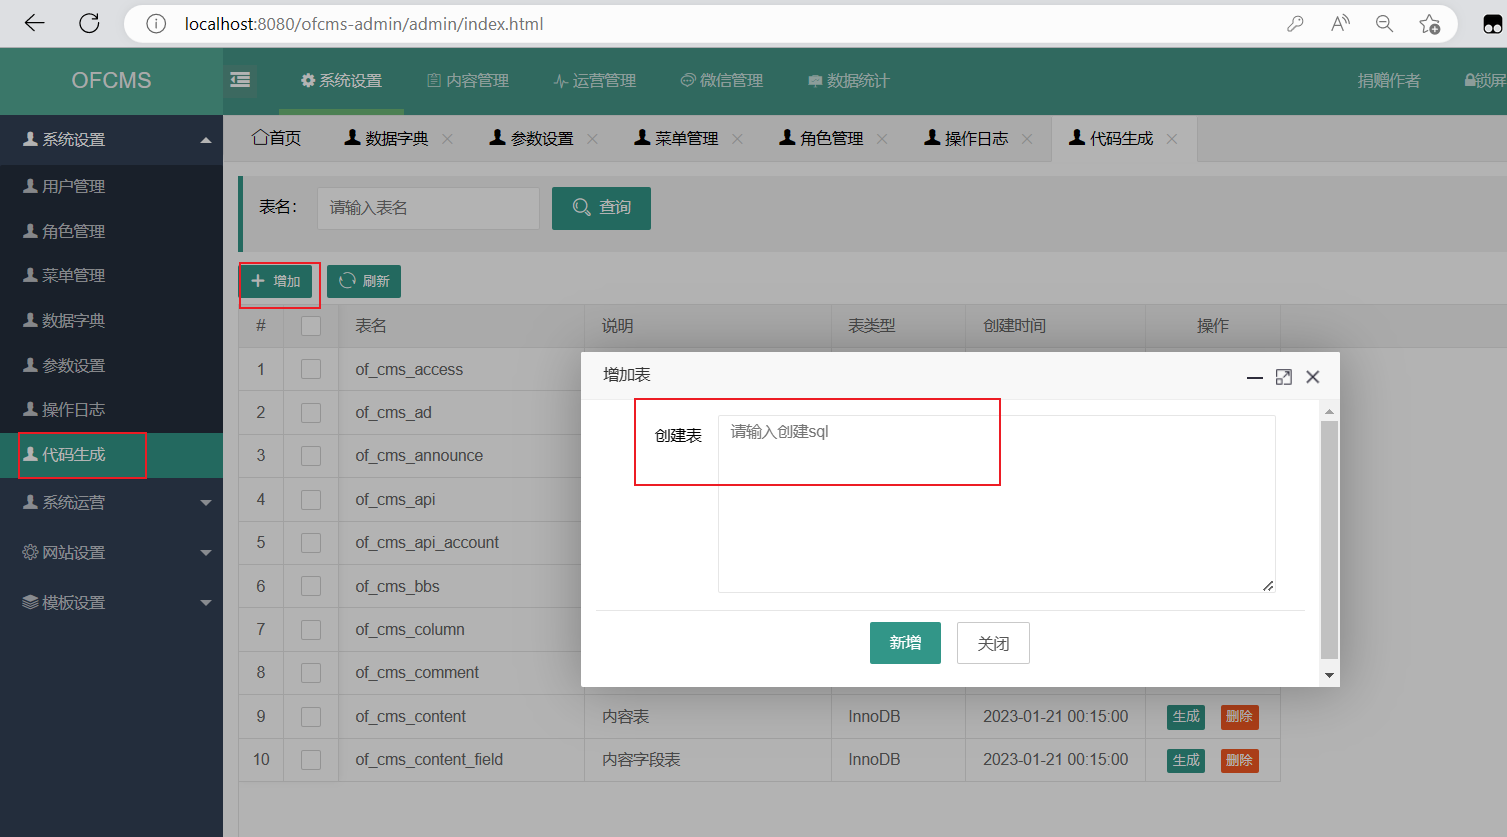 localhost:8080/ofcms-admin/admin/index.html
OFCMS
系统设置
内容管理
运营管理
微信管理
数据统计
捐赠作者
锁屏
系统设置
用户管理
角色管理
菜单管理
数据字典
参数设置
操作日志
代码生成
系统运营
网站设置
模板设置
首页
数据字典
参数设置
菜单管理
角色管理
操作日志
代码生成
表名：
请输入表名
查询
增加
刷新
# 表名 说明 表类型 创建时间 操作
1 of_cms_access
2 of_cms_ad
3 of_cms_announce
4 of_cms_api
5 of_cms_api_account
6 of_cms_bbs
7 of_cms_column
8 of_cms_comment
9 of_cms_content 内容表 InnoDB 2023-01-21 00:15:00 生成 删除
10 of_cms_content_field 内容字段表 InnoDB 2023-01-21 00:15:00 生成 删除
增加表
创建表
请输入创建sql
新增
关闭